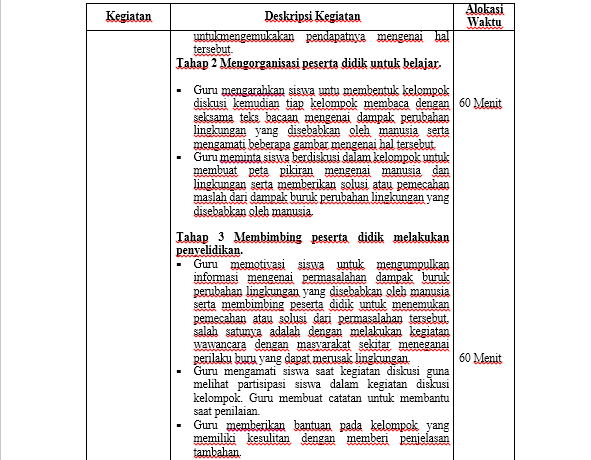 Kegiatan
Deskripsi Kegiatan
Alokasi
Waktu
untukmengemukakan pendapatnya mengenai hal
tersebut.
Tahap 2 Mengorganisasi peserta didik untuk belajar.
▪ Guru mengarahkan siswa untu membentuk kelompok
diskusi kemudian tiap kelompok membaca dengan
seksama teks bacaan mengenai dampak perubahan
60 Menit
lingkungan yang disebabkan oleh manusia serta
mengamati beberapa gambar mengenai hal tersebut.
▪ Guru meminta siswa berdiskusi dalam kelompok untuk
membuat peta pikiran mengenai manusia dan
lingkungan serta memberikan solusi atau pemecahan
maslah dari dampak buruk perubahan lingkungan yang
disebabkan oleh manusia.
Tahap 3 Membimbing peserta didik melakukan
penyelidikan.
▪ Guru memotivasi siswa untuk mengumpulkan
informasi mengenai permasalahan dampak buruk
perubahan lingkungan yang disebabkan oleh manusia
serta membimbing peserta didik untuk menemukan
pemecahan atau solusi dari permasalahan tersebut,
salah satunya adalah dengan melakukan kegiatan
wawancara dengan masyarakat sekitar meneganai
perilaku buru yang dapat merusak lingkungan.
60 Menit
▪ Guru mengamati siswa saat kegiatan diskusi guna
melihat partisipasi siswa dalam kegiatan diskusi
kelompok. Guru membuat catatan untuk membantu
saat penilaian.
▪ Guru memberikan bantuan pada kelompok yang
memiliki kesulitan dengan memberi penjelasan
tambahan.